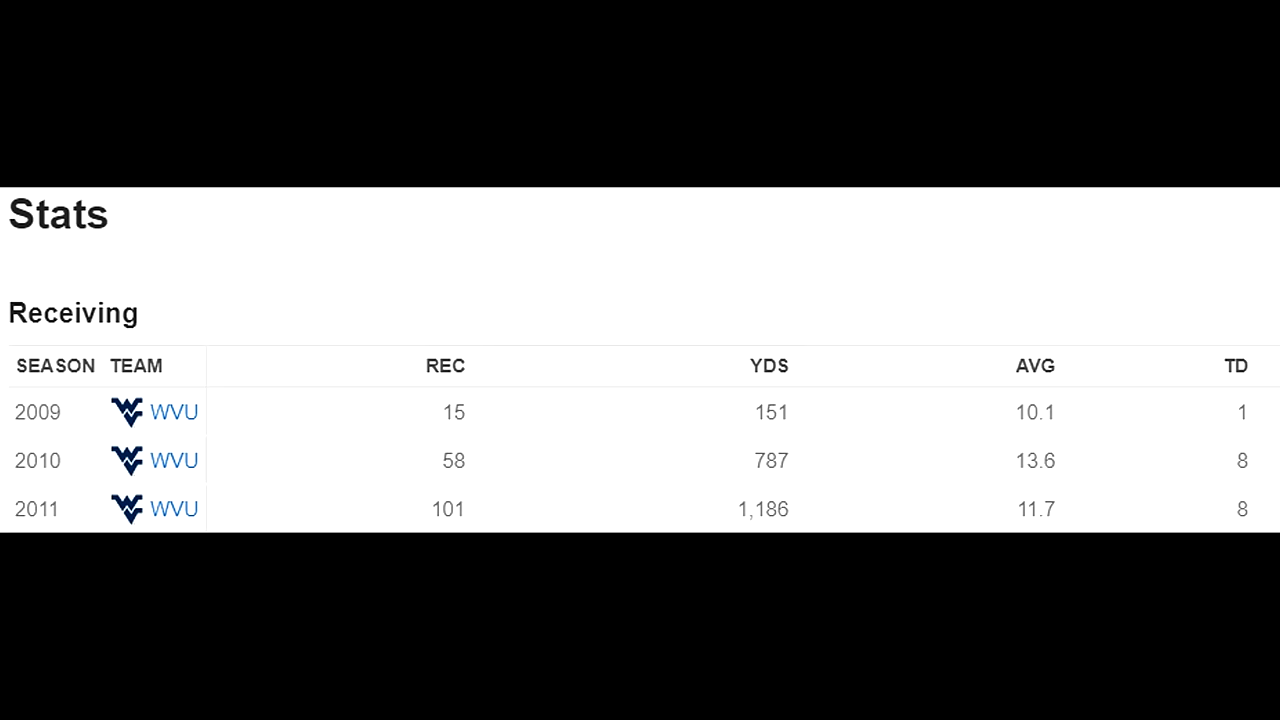 Stats
Receiving
SEASON TEAM REC YDS AVG TD
2009 WVU 15 151 10.1 1
2010 WVU 58 787 13.6 8
2011 WVU 101 1,186 11.7 8